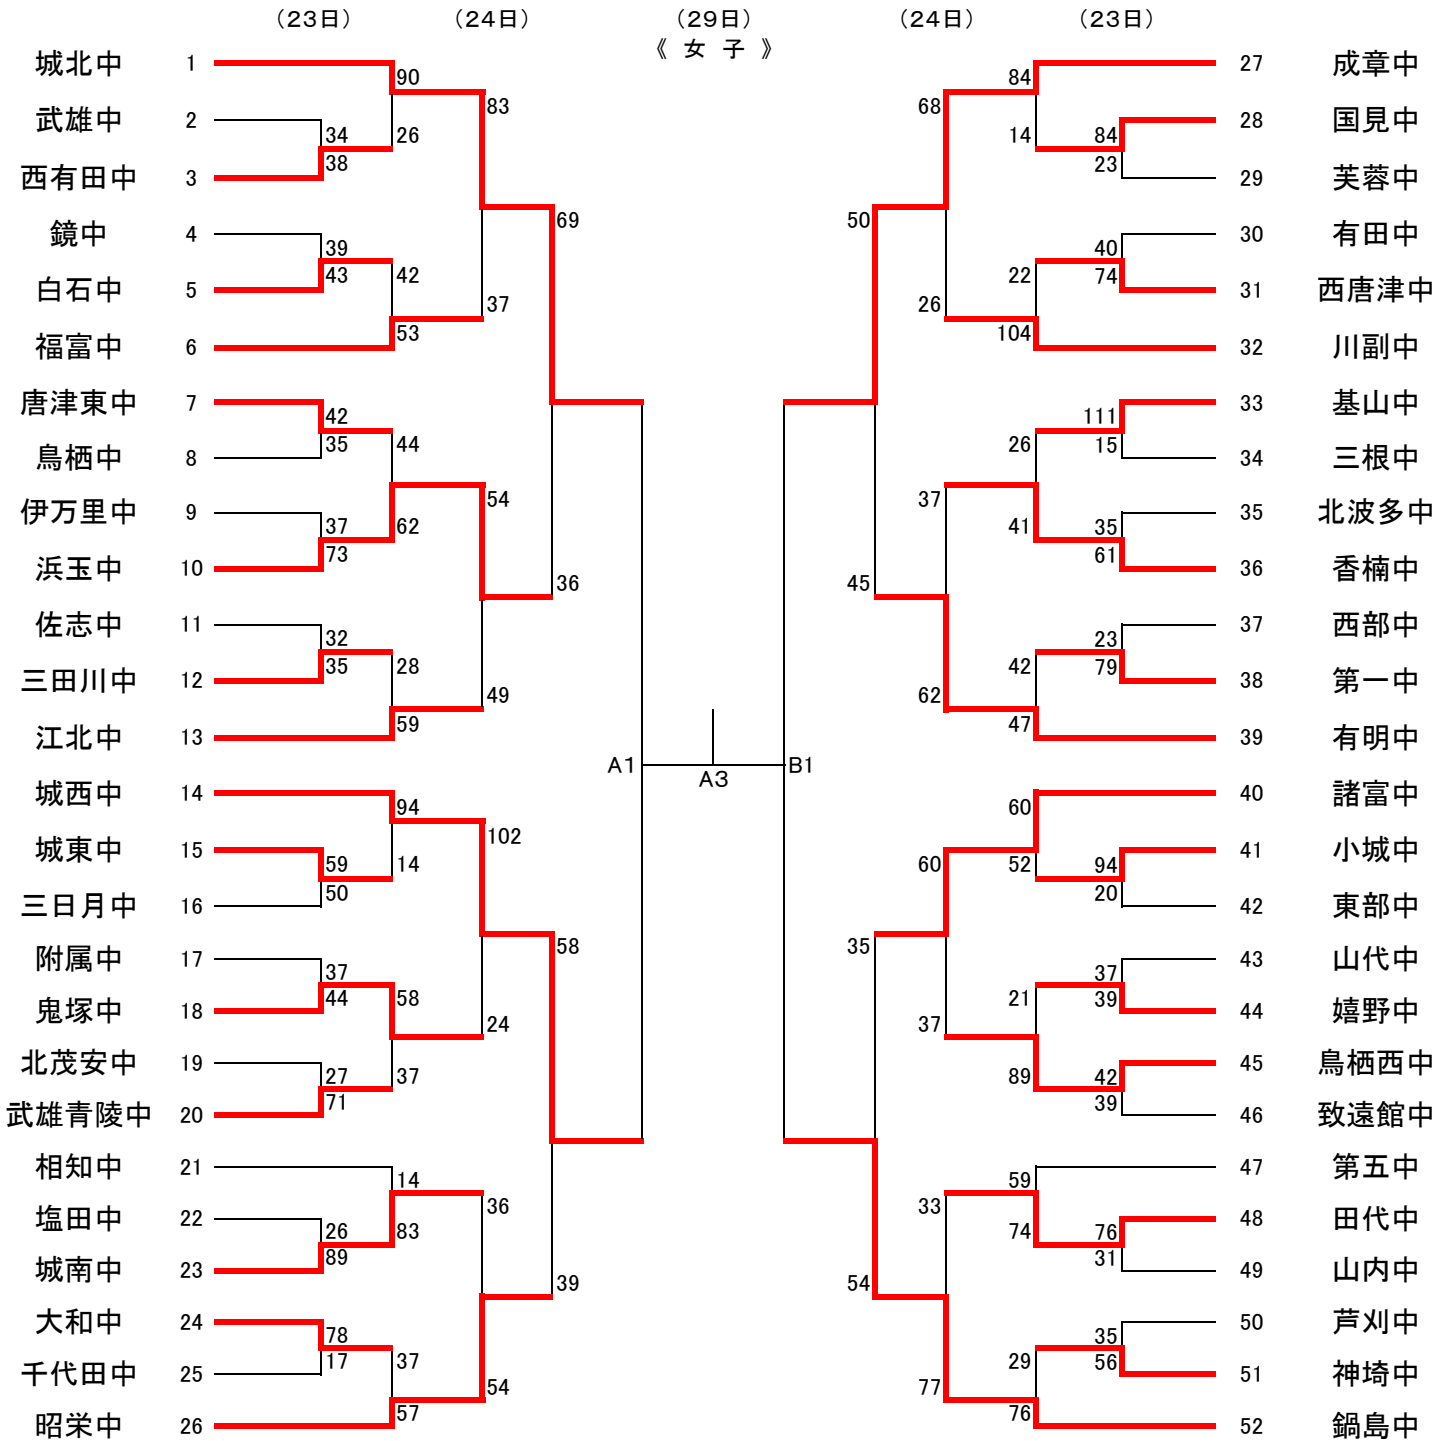 （23日） （24日） （29日） （24日） （23日）
《 女 子 》
城北中 1 90 84 27 成章中
83 68
武雄中 2 34 26 14 84 28 国見中
西有田中 3 38 23 29 芙蓉中
69 50
鏡中 4 39 40 30 有田中
白石中 5 43 42 22 74 31 西唐津中
37 26
福富中 6 53 104 32 川副中
唐津東中 7 42 111 33 基山中
鳥栖中 8 35 44 26 15 34 三根中
54 37
伊万里中 9 37 62 41 35 35 北波多中
浜玉中 10 73 61 36 香楠中
36 45
佐志中 11 32 23 37 西部中
三田川中 12 35 28 42 79 38 第一中
49 62
江北中 13 59 47 39 有明中
A1 A3 B1
城西中 14 94 60 40 諸富中
102
城東中 15 59 14 60 52 94 41 小城中
三日月中 16 50 20 42 東部中
58 35
附属中 17 37 37 43 山代中
鬼塚中 18 44 58 21 39 44 嬉野中
24 37
北茂安中 19 27 37 89 42 45 鳥栖西中
武雄青陵中 20 71 39 46 致遠館中
相知中 21 14 59 47 第五中
36 33
塩田中 22 26 83 74 76 48 田代中
城南中 23 89 31 49 山内中
39 54
大和中 24 78 35 50 芦刈中
千代田中 25 17 37 29 56 51 神埼中
54 77
昭栄中 26 57 76 52 鍋島中